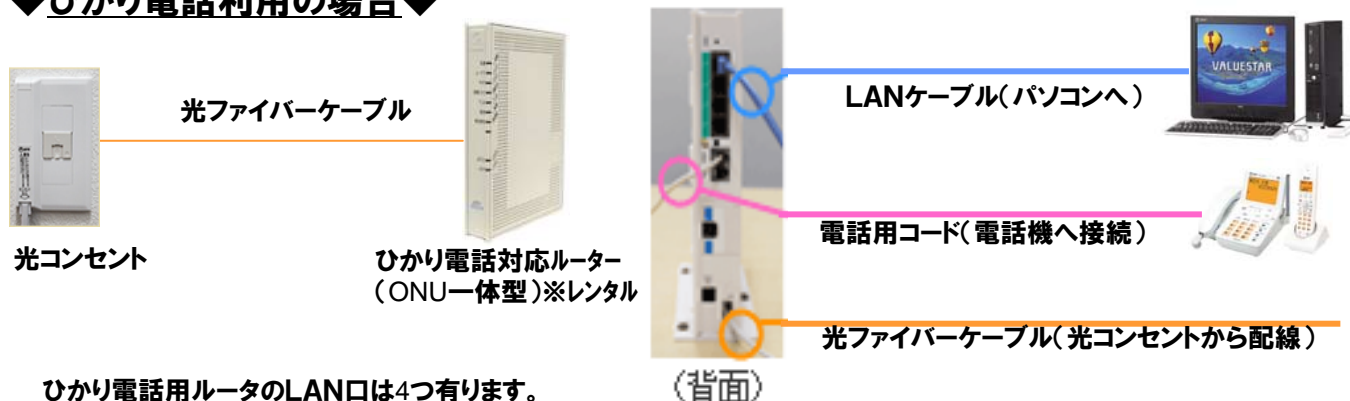 ◆ひかり電話利用の場合◆
光ファイバーケーブル
LANケーブル(パソコンへ)
VALUESTAR
電話用コード(電話機へ接続)
光コンセント
ひかり電話対応ルーター
(ONU一体型)※レンタル
光ファイバーケーブル(光コンセントから配線)
(背面)
ひかり電話用ルータのLAN口は4つ有ります。